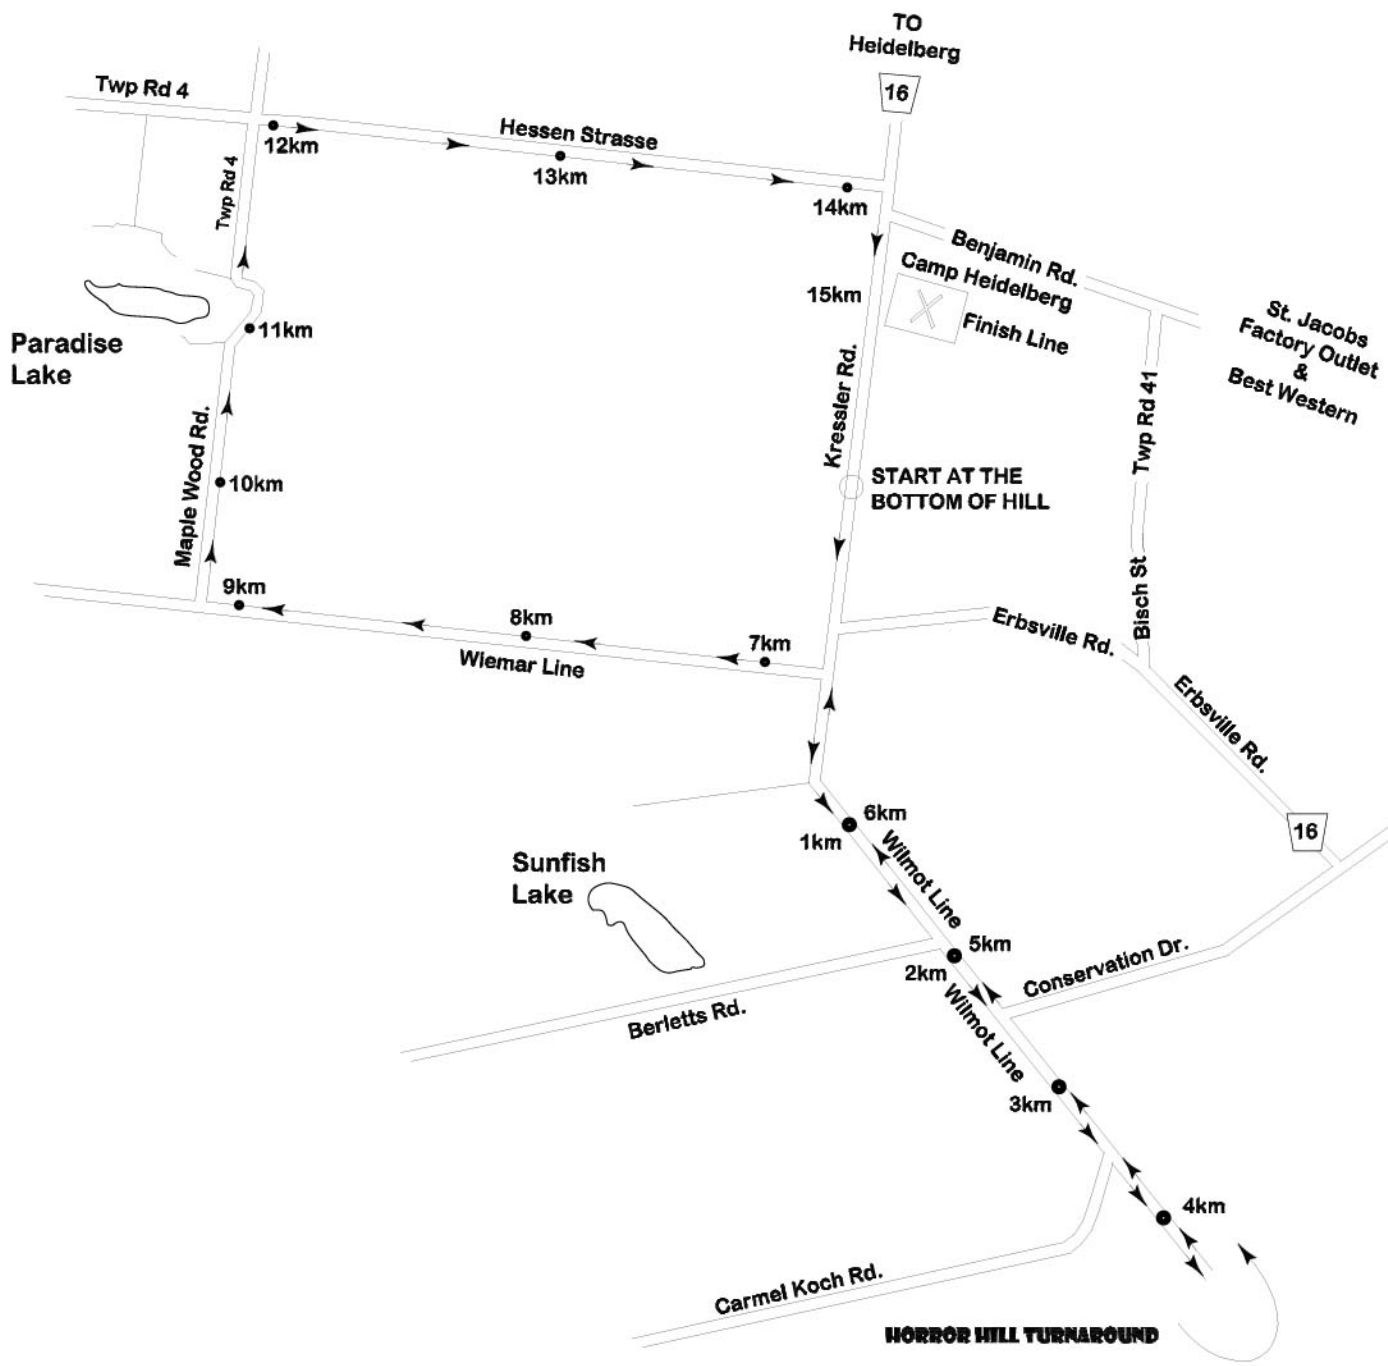 TO
Heidelberg
16
Twp Rd 4
Hessen Strasse
12km
13km
14km
Twp Rd 4
Benjamin Rd.
Camp Heidelberg
15km
Finish Line
St. Jacobs
Factory Outlet
&
Best Western
11km
Paradise
Lake
Kressler Rd.
Twp Rd 41
Maple Wood Rd.
10km
START AT THE
BOTTOM OF HILL
Bisch St
9km
8km
7km
Wiemar Line
Erbsville Rd.
Erbsville Rd.
16
6km
1km
Wilmot Line
Sunfish
Lake
5km
2km
Conservation Dr.
Wilmot Line
Berletts Rd.
3km
4km
Carmel Koch Rd.
HORROR HILL TURNAROUND